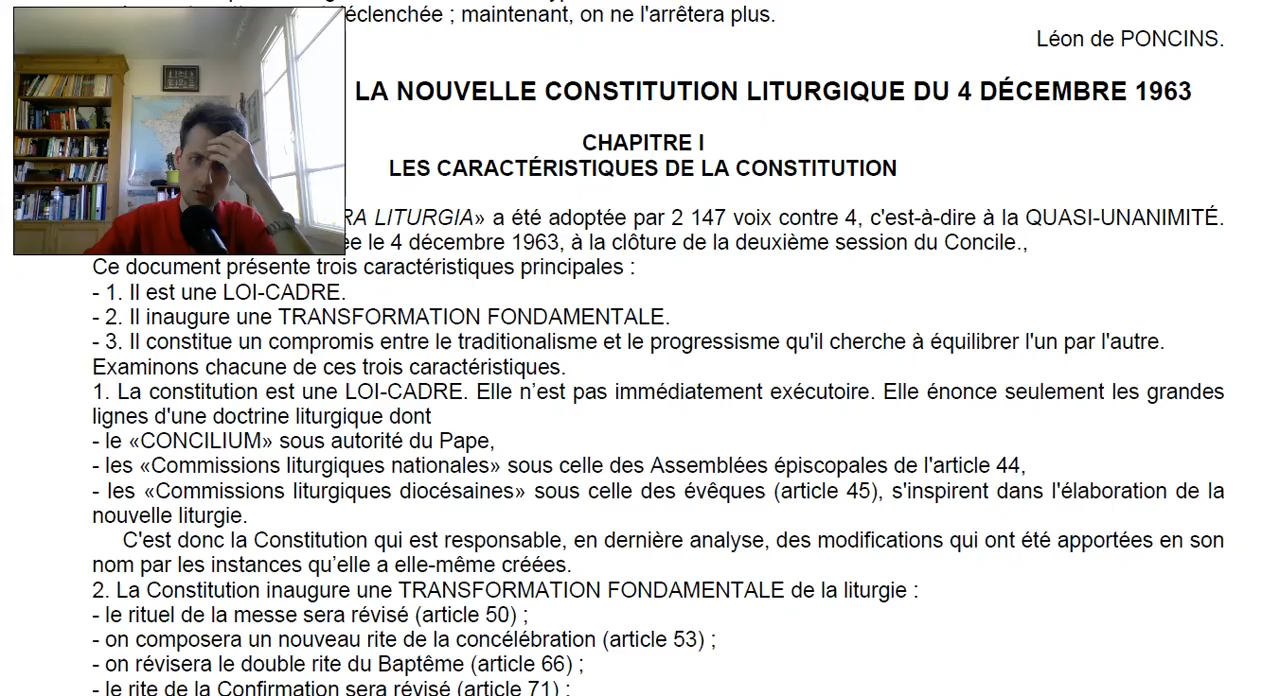 éclenchée ; maintenant, on ne l'arrêtera plus.
Léon de PONCINS.
LA NOUVELLE CONSTITUTION LITURGIQUE DU 4 DÉCEMBRE 1963
CHAPITRE I
LES CARACTÉRISTIQUES DE LA CONSTITUTION
RA LITURGIA» a été adoptée par 2 147 voix contre 4, c'est-à-dire à la QUASI-UNANIMITÉ.
ée le 4 décembre 1963, à la clôture de la deuxième session du Concile.,
Ce document présente trois caractéristiques principales :
- 1. Il est une LOI-CADRE.
- 2. Il inaugure une TRANSFORMATION FONDAMENTALE.
- 3. Il constitue un compromis entre le traditionalisme et le progressisme qu'il cherche à équilibrer l'un par l'autre.
Examinons chacune de ces trois caractéristiques.
1. La constitution est une LOI-CADRE. Elle n’est pas immédiatement exécutoire. Elle énonce seulement les grandes
lignes d'une doctrine liturgique dont
- le «CONCILIUM» sous autorité du Pape,
- les «Commissions liturgiques nationales» sous celle des Assemblées épiscopales de l'article 44,
- les «Commissions liturgiques diocésaines» sous celle des évêques (article 45), s'inspirent dans l'élaboration de la
nouvelle liturgie.
C'est donc la Constitution qui est responsable, en dernière analyse, des modifications qui ont été apportées en son
nom par les instances qu’elle a elle-même créées.
2. La Constitution inaugure une TRANSFORMATION FONDAMENTALE de la liturgie :
- le rituel de la messe sera révisé (article 50) ;
- on composera un nouveau rite de la concélébration (article 53) ;
- on révisera le double rite du Baptême (article 66) ;
- le rite de la Confirmation sera révisé (article 71) ;